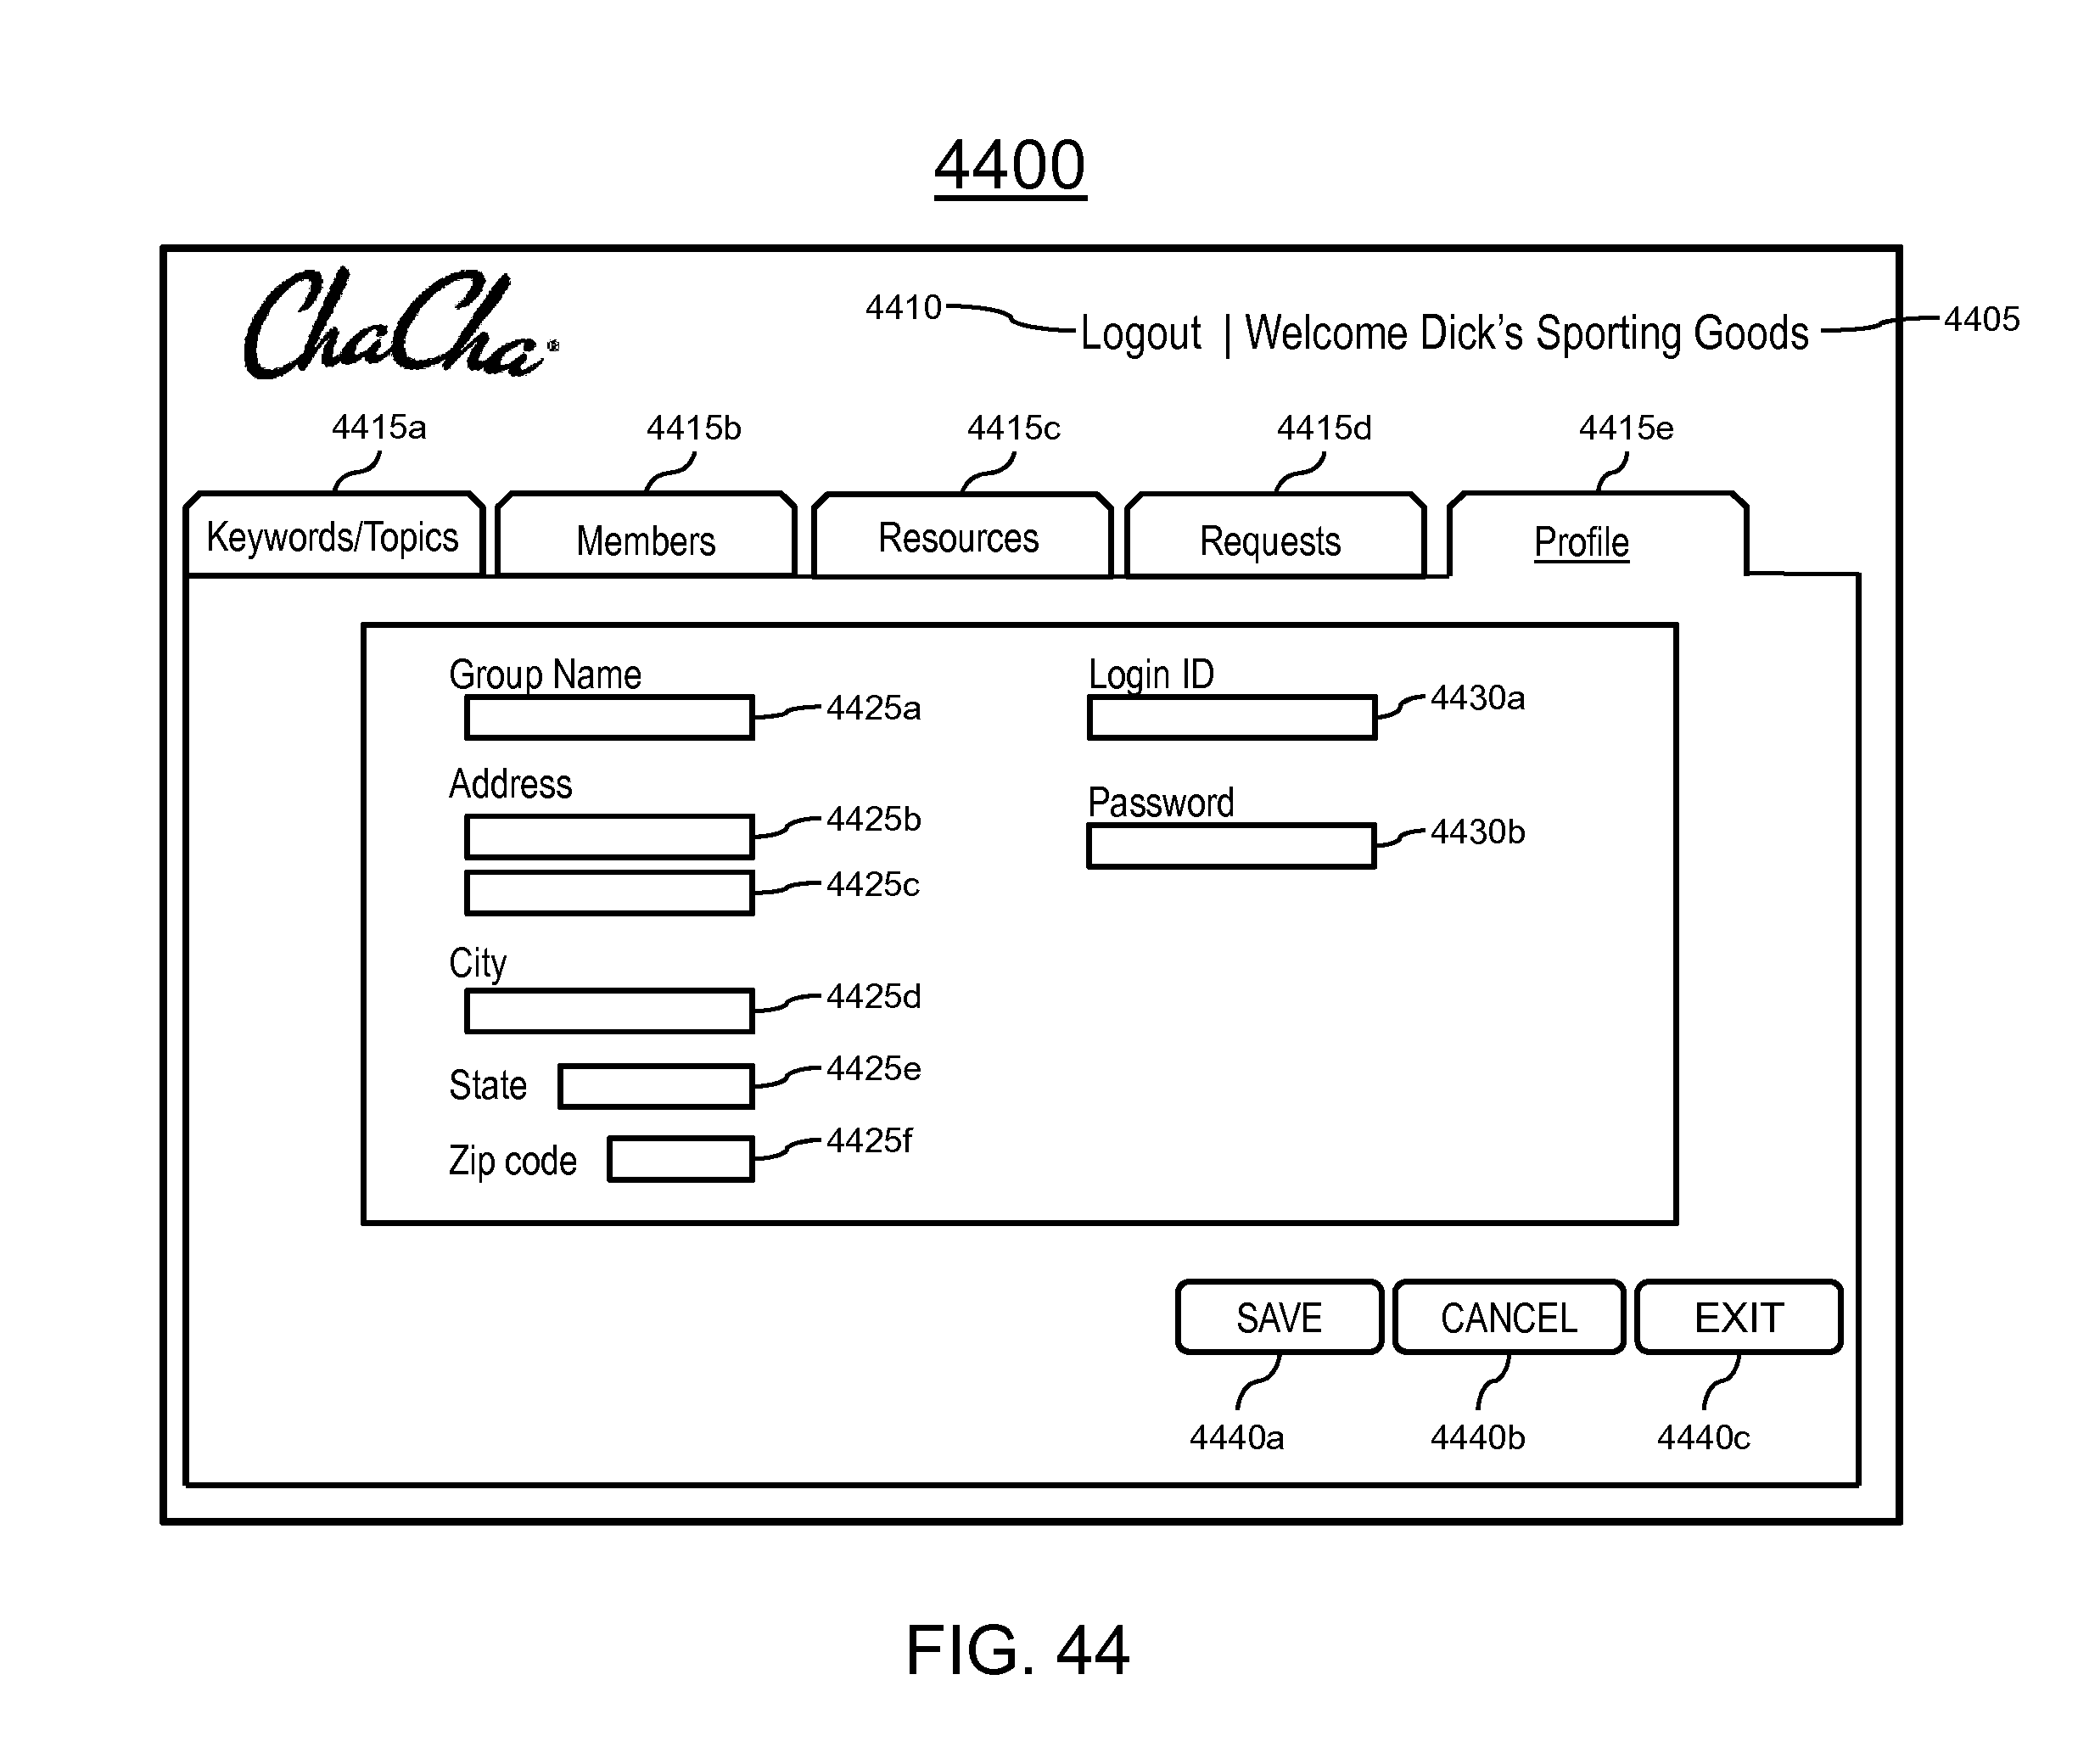 4400
ChaCha®
4410 Logout | Welcome Dick's Sporting Goods 4405
4415a 4415b 4415c 4415d 4415e
Keywords/Topics Members Resources Requests Profile
Group Name
4425a
Login ID
4430a
Address
4425b
4425c
Password
4430b
City
4425d
State 4425e
Zip code 4425f
SAVE CANCEL EXIT
4440a 4440b 4440c
FIG. 44